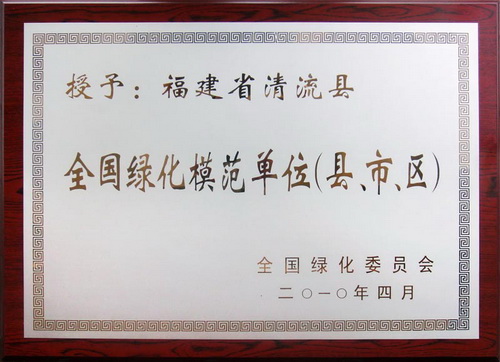 授予：福建省清流县
全国绿化模范单位(县、市、区)
全国绿化委员会
二〇一〇年四月